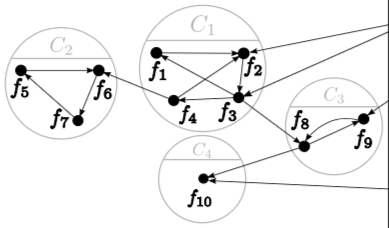 C₁
C₂
f₁ f₂
f₅ f₆
C₃
f₄ f₃
f₇ f₈
f₉
C₄
f₁₀